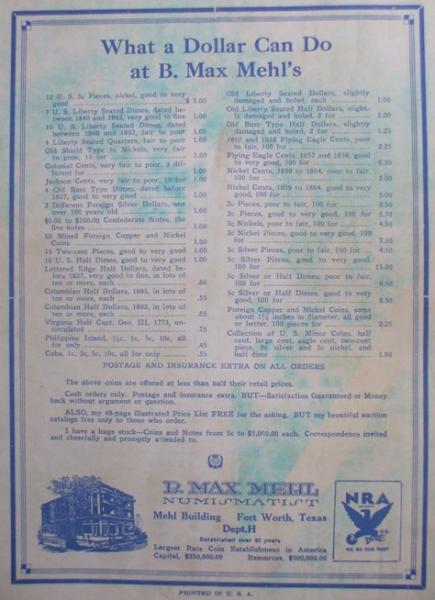 What a Dollar Can Do
at B. Max Mehl's
12 U. S. 3c Pieces, nickel, good to very
good $ 1.00
7 U. S. Liberty Seated Dimes, dated be-
tween 1840 and 1892, very good to fine 1.00
10 U. S. Liberty Seated Dimes, dated
between 1840 and 1892, fair to poor 1.00
4 Liberty Seated Quarters, fair to poor 1.00
Old Shield Type 5c Nickels, very fair
to poor, 15 for 1.00
Colonial Cents, very fair to poor, 3 dif-
ferent for 1.00
Jackson Cents, very fair to poor, 10 for 1.00
4 Old Bust Type Dimes, dated before
1837, good to very good 1.00
2 Different Foreign Silver Dollars, one
over 100 years old 1.00
$5.00 to $100.00 Confederate Notes, the
five notes 1.00
50 Mixed Foreign Copper and Nickel
Coins 1.00
15 Two-cent Pieces, good to very good 1.00
10 U. S. Half Dimes, good to very good 1.00
Lettered Edge Half Dollars, dated be-
fore 1837, very good to fine, in lots of
ten or more, each .80
Columbian Half Dollars, 1893, in lots of
ten or more, each .55
Columbian Half Dollars, 1892, in lots of
ten or more, each .65
Virginia Half Cent, Geo, III, 1773, un-
circulated .75
Philippine Island, ½c, 1c, 5c, 10c, all
for only .45
Cuba, 1c, 2c, 5c, 10c, all for only .55
Old Liberty Seated Dollars, slightly
damaged and holed, each 1.00
Old Liberty Seated Half Dollars, slight-
ly damaged and holed, 2 for 1.00
Old Bust Type Half Dollars, slightly
damaged and holed, 2 for 1.25
1857 and 1858 Flying Eagle Cents, poor
to fair, 100 for 2.25
Flying Eagle Cents, 1857 and 1858, good
to very good, 100 for 6.50
Nickel Cents, 1859 to 1864, poor to fair,
100 for 2.00
Nickel Cents, 1859 to 1864, good to very
good, 100 for 5.00
2c Pieces, poor to fair, 100 for 2.50
2c Pieces, good to very good, 100 for 5.50
3c Nickels, poor to fair, 100 for 4.50
3c Nickel Pieces, good to very good, 100
for 7.50
3c Silver Pieces, poor to fair, 100 for 4.50
3c Silver Pieces, good to very good,
100 for 15.00
5c Silver or Half Dimes, poor to fair,
100 for 6.50
5c Silver or Half Dimes, good to very
good, 100 for 8.50
Foreign Copper and Nickel Coins, some
about 1½ inches in diameter, all good
or better, 100 pieces for 2.25
Collection of U. S. Minor Coins, half
cent, large cent, eagle cent, two-cent
piece, 3c silver and 3c nickel, and
half dime 1.00
POSTAGE AND INSURANCE EXTRA ON ALL ORDERS
The above coins are offered at less than half their retail prices.
Cash orders only. Postage and insurance extra. BUT—Satisfaction Guaranteed or Money
back without argument or question.
ALSO, my 48-page illustrated Price List FREE for the asking, BUT my beautiful auction
catalogs free only to those who order.
I have a huge stock—Coins and Notes from 5c to $5,000.00 each. Correspondence invited
and cheerfully and promptly attended to.
B. MAX MEHL
NUMISMATIST
Mehl Building Fort Worth, Texas
Dept.H
Established over 30 years
Largest Rare Coin Establishment in America
Capital, $250,000.00 Resources, $500,000.00
NRA
MEMBER
U.S.
WE DO OUR PART
PRINTED IN U. S. A.